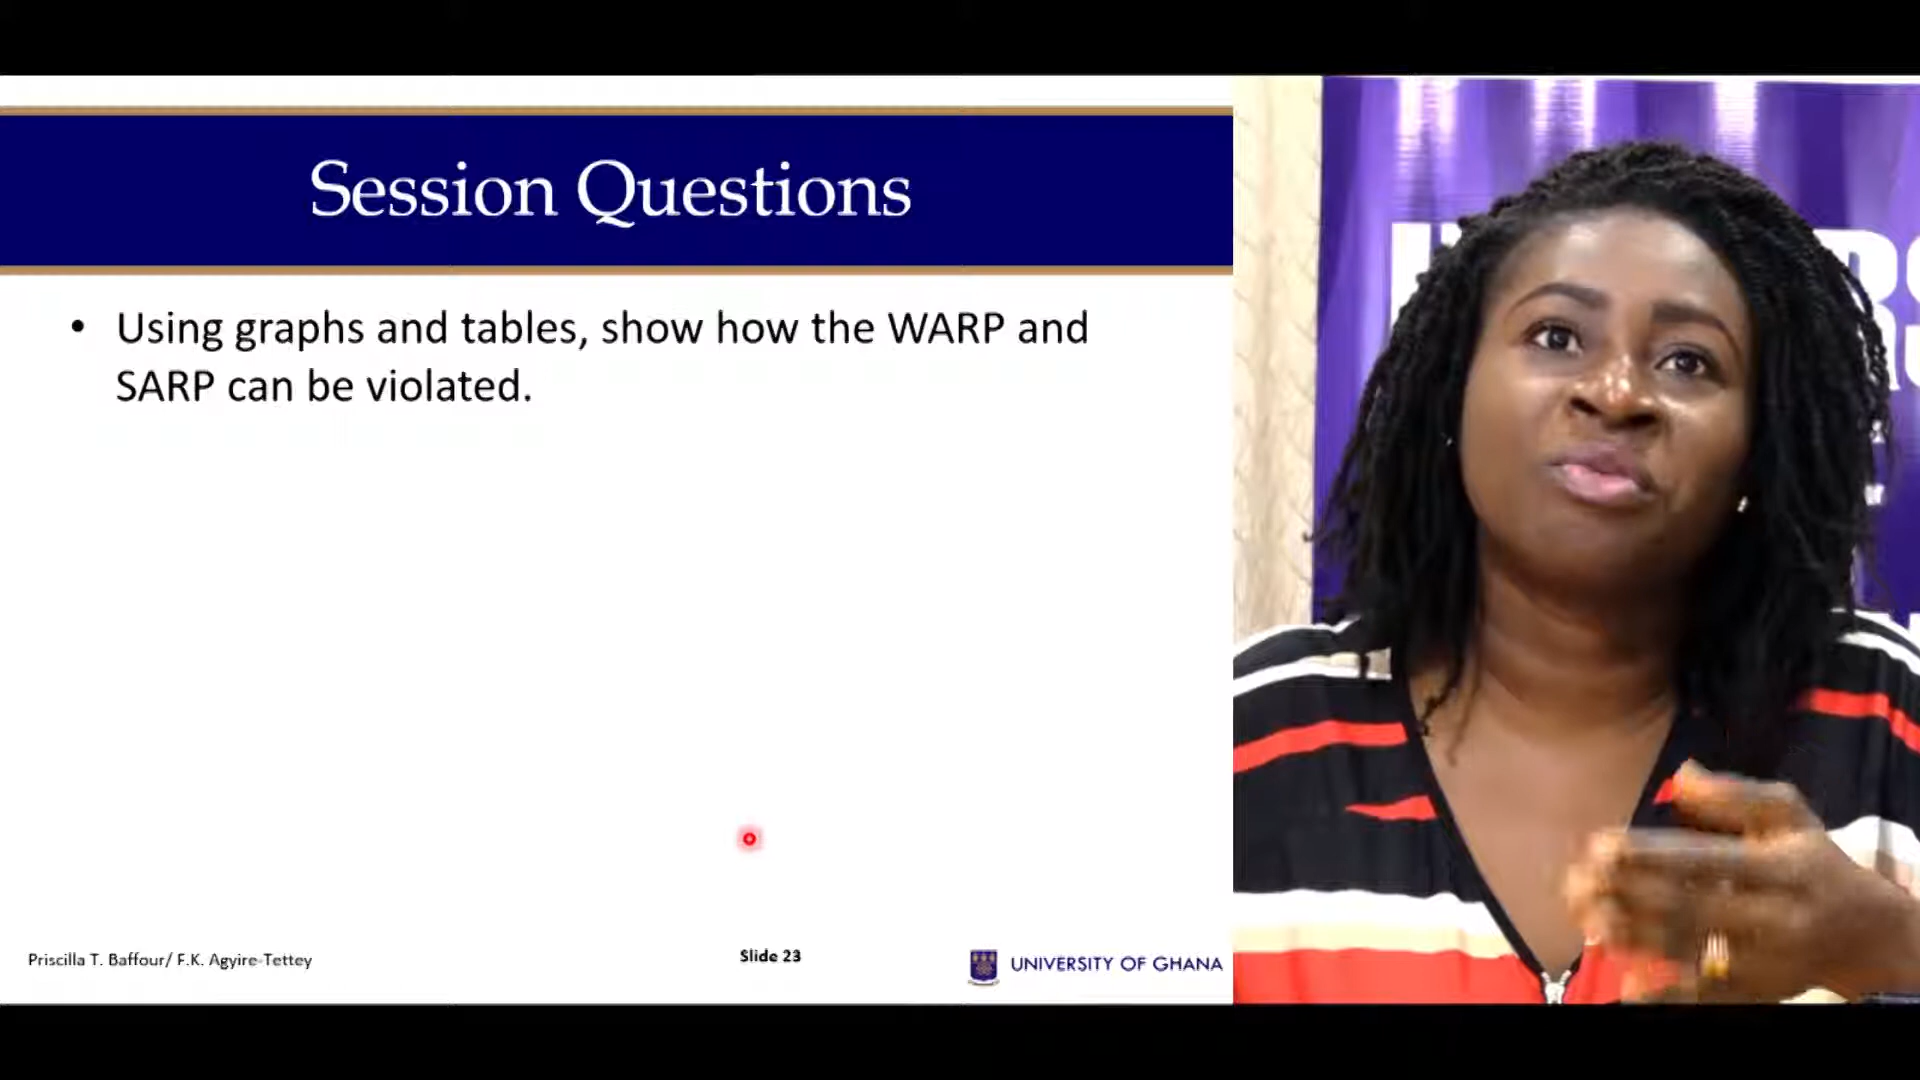 Session Questions
• Using graphs and tables, show how the WARP and
SARP can be violated.
Priscilla T. Baffour/ F.K. Agyire-Tettey
Slide 23
UNIVERSITY OF GHANA